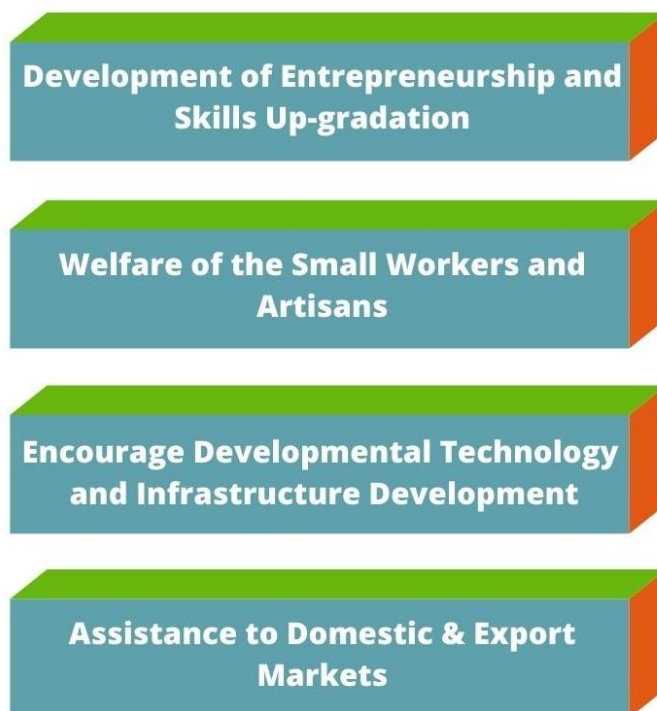 Development of Entrepreneurship and
Skills Up-gradation
Welfare of the Small Workers and
Artisans
Encourage Developmental Technology
and Infrastructure Development
Assistance to Domestic & Export
Markets